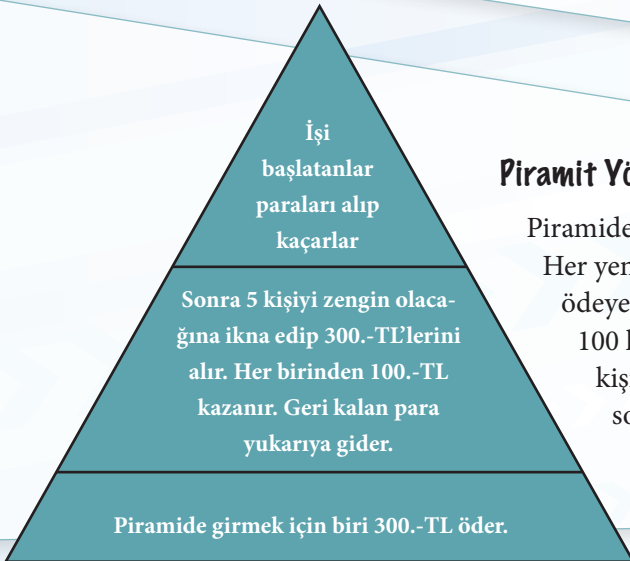 İşi
başlatanlar
paraları alıp
kaçarlar
Sonra 5 kişiyi zengin olaca-
ğına ikna edip 300.-TL'lerini
alır. Her birinden 100.-TL
kazanır. Geri kalan para
yukarıya gider.
Piramide girmek için biri 300.-TL öder.
Piramit Yö
Piramide
Her yen
ödeye
100
kiş
so